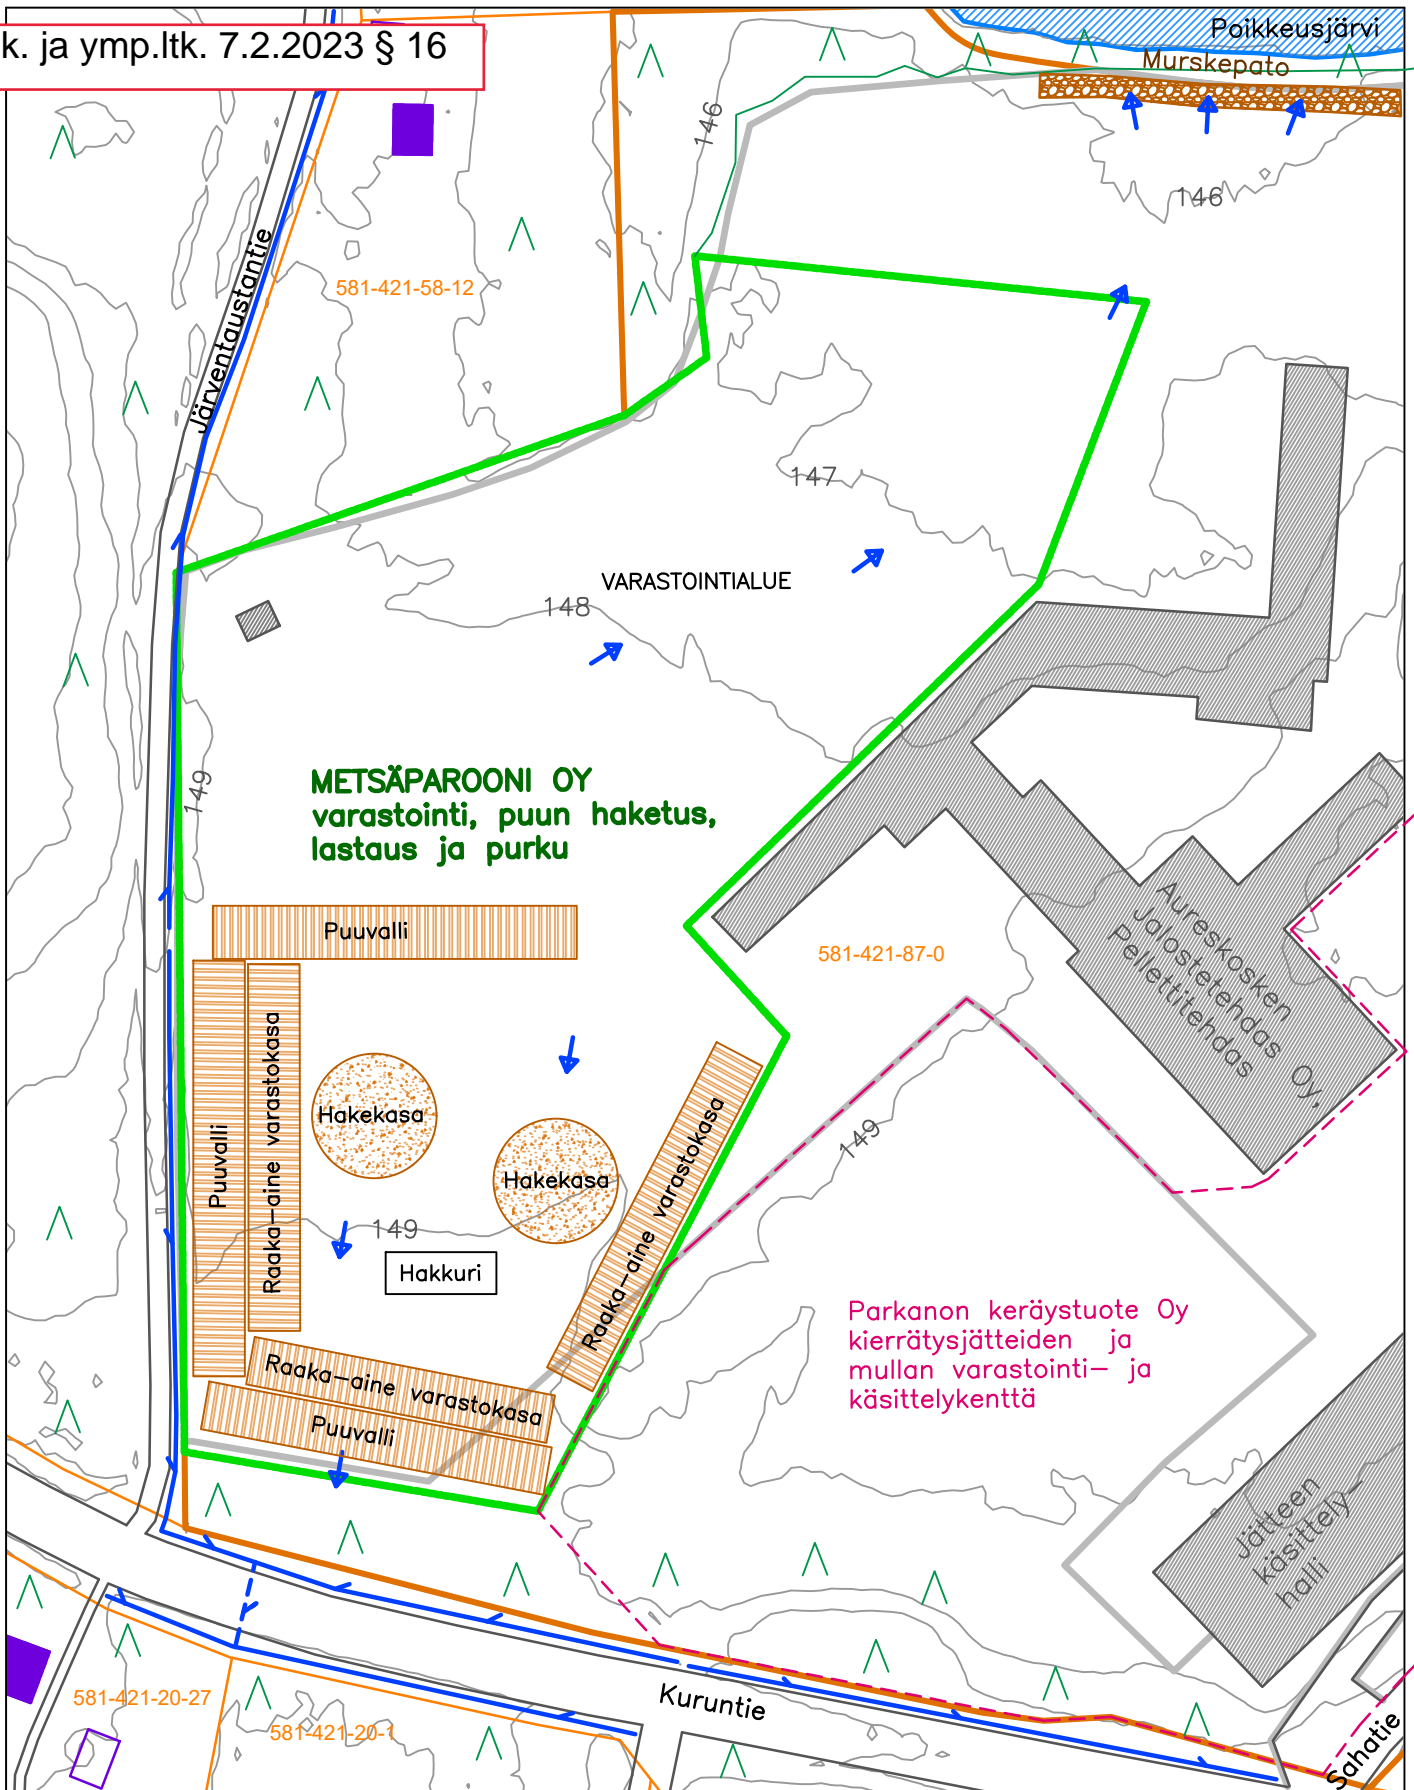 k. ja ymp.ltk. 7.2.2023 § 16
Poikkeusjärvi
Murskepato
146
146
Järventaustantie
581-421-58-12
147
VARASTOINTIALUE
148
149
METSÄPAROONI OY
varastointi, puun haketus,
lastaus ja purku
Puuvalli
581-421-87-0
Aureskosken
Jalostetehdas Oy,
Pellettitehdas
Puuvalli
Raaka-aine varastokasa
Hakekasa
Hakekasa
Raaka-aine varastokasa
149
149
Hakkuri
Parkanon keräystuote Oy
kierrätysjätteiden ja
mullan varastointi- ja
käsittelykenttä
Raaka-aine varastokasa
Puuvalli
Jätteen
käsittely-
halli
581-421-20-27
581-421-20-1
Kuruntie
Sahatie